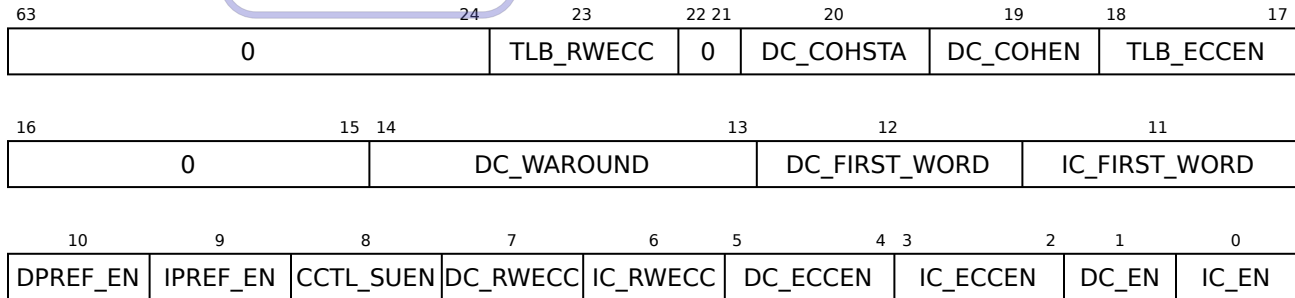 63 24 23 22 21 20 19 18 17
0 TLB_RWECC 0 DC_COHSTA DC_COHEN TLB_ECCEN
16 15 14 13 12 11
0 DC_WAROUND DC_FIRST_WORD IC_FIRST_WORD
10 9 8 7 6 5 4 3 2 1 0
DPREF_EN IPREF_EN CCTL_SUEN DC_RWECC IC_RWECC DC_ECCEN IC_ECCEN DC_EN IC_EN